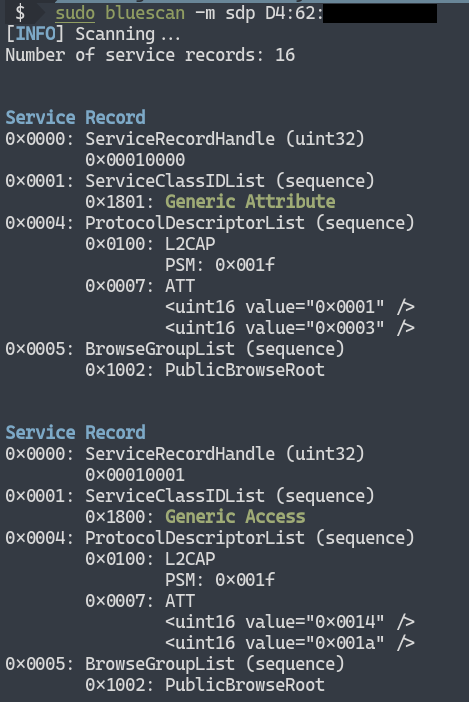 $ sudo bluescan -m sdp D4:62:
[INFO] Scanning...
Number of service records: 16
Service Record
0x0000: ServiceRecordHandle (uint32)
0x00010000
0x0001: ServiceClassIDList (sequence)
0x1801: Generic Attribute
0x0004: ProtocolDescriptorList (sequence)
0x0100: L2CAP
PSM: 0x001f
0x0007: ATT
<uint16 value="0x0001" />
<uint16 value="0x0003" />
0x0005: BrowseGroupList (sequence)
0x1002: PublicBrowseRoot
Service Record
0x0000: ServiceRecordHandle (uint32)
0x00010001
0x0001: ServiceClassIDList (sequence)
0x1800: Generic Access
0x0004: ProtocolDescriptorList (sequence)
0x0100: L2CAP
PSM: 0x001f
0x0007: ATT
<uint16 value="0x0014" />
<uint16 value="0x001a" />
0x0005: BrowseGroupList (sequence)
0x1002: PublicBrowseRoot